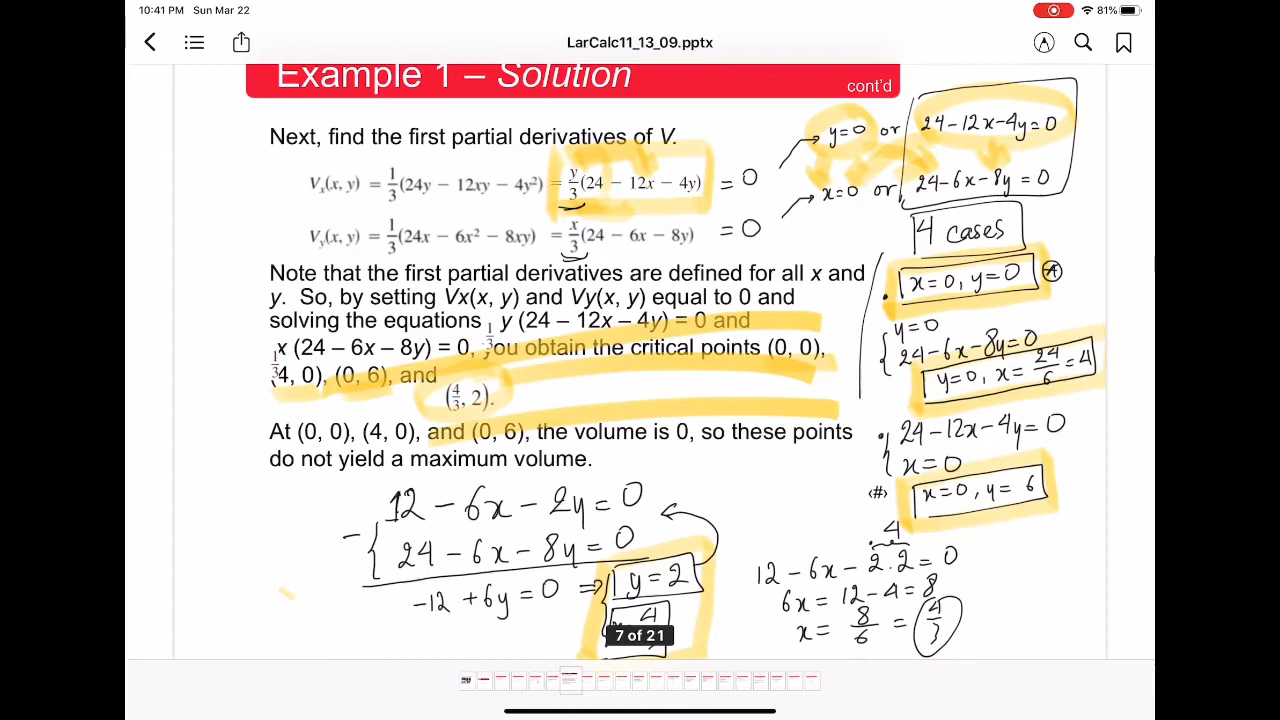 10:41 PM Sun Mar 22
81%
LarCalc11_13_09.pptx
Example 1 – Solution
cont'd
Next, find the first partial derivatives of V.
Vx(x, y) = 1/3(24y − 12xy − 4y²) = y/3(24 − 12x − 4y) = 0
Vy(x, y) = 1/3(24x − 6x² − 8xy) = x/3(24 − 6x − 8y) = 0
y=0 or 24-12x-4y=0
x=0 or 24-6x-8y=0
4 cases
Note that the first partial derivatives are defined for all x and
y. So, by setting Vx(x, y) and Vy(x, y) equal to 0 and
solving the equations 1/3 y (24 – 12x – 4y) = 0 and
1/3 x (24 – 6x – 8y) = 0, you obtain the critical points (0, 0),
(4, 0), (0, 6), and
(4/3, 2).
At (0, 0), (4, 0), and (0, 6), the volume is 0, so these points
do not yield a maximum volume.
x=0, y=0
y=0
24-6x-8y=0
y=0, x= 24/6 =4
24-12x-4y=0
x=0
‹#›
x=0, y= 6
12 - 6x - 2y = 0
24 - 6x - 8y = 0
-12 + 6y = 0 ⇒ y = 2
4
7 of 21
4
12 - 6x - 2.2 = 0
6x = 12-4 = 8
x = 8/6 = 4/3